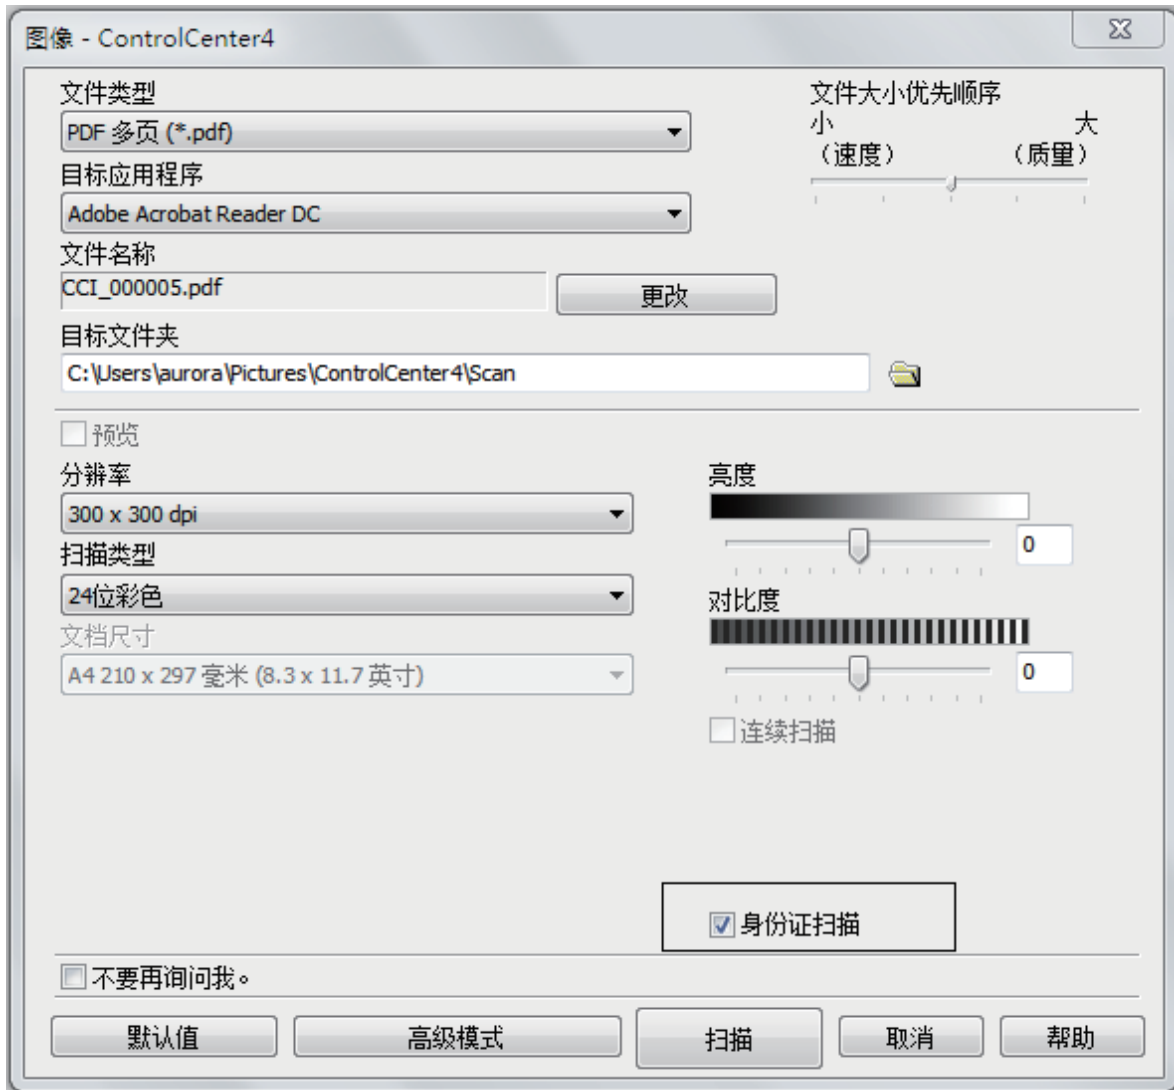 图像 - ControlCenter4
文件类型
PDF 多页 (*.pdf)
目标应用程序
Adobe Acrobat Reader DC
文件名称
CCI_000005.pdf
更改
目标文件夹
C:\Users\aurora\Pictures\ControlCenter4\Scan
文件大小优先顺序
小 大
（速度） （质量）
预览
分辨率
300 x 300 dpi
扫描类型
24位彩色
文档尺寸
A4 210 x 297 毫米 (8.3 x 11.7 英寸)
亮度
0
对比度
0
连续扫描
身份证扫描
不要再询问我。
默认值 高级模式 扫描 取消 帮助